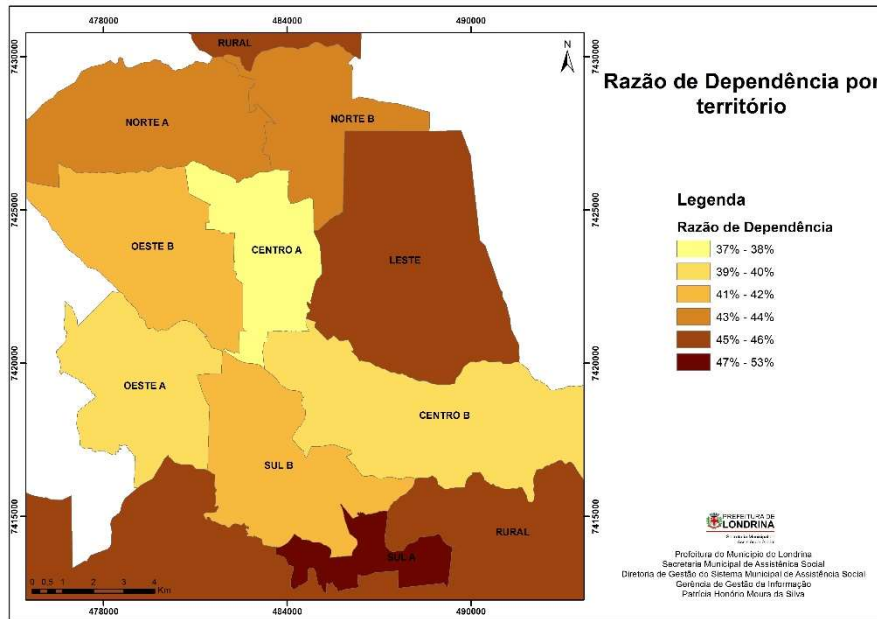 478000 484000 490000
RURAL
7430000 7430000
N
Razão de Dependência por
território
NORTE A
NORTE B
Legenda
7425000 7425000
Razão de Dependência
OESTE B
CENTRO A
LESTE
37% - 38%
39% - 40%
41% - 42%
43% - 44%
45% - 46%
47% - 53%
7420000 7420000
OESTE A
CENTRO B
SUL B
7415000 7415000
RURAL
SUL A
PREFEITURA DE
LONDRINA
Prefeitura do Município de Londrina
Secretaria Municipal de Assistência Social
Diretoria de Gestão do Sistema Municipal de Assistência Social
Gerência de Gestão da Informação
Patrícia Honório Moura da Silva
0 0,5 1 2 3 4
Km
478000 484000 490000